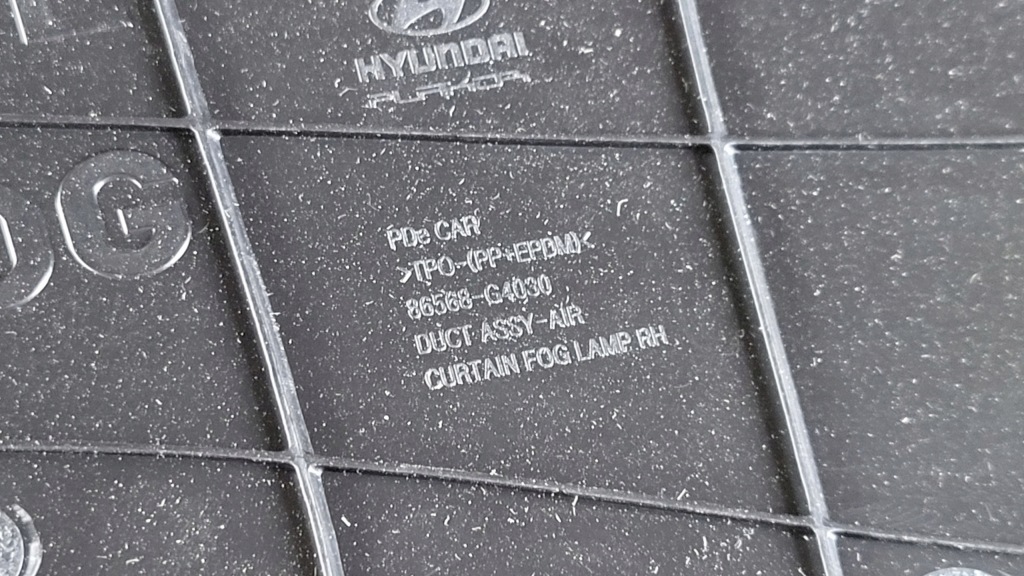 HYUNDAI
PDe CAR
>TPO-(PP+EPDM)<
86568-G4030
DUCT ASSY-AIR
CURTAIN FOG LAMP RH